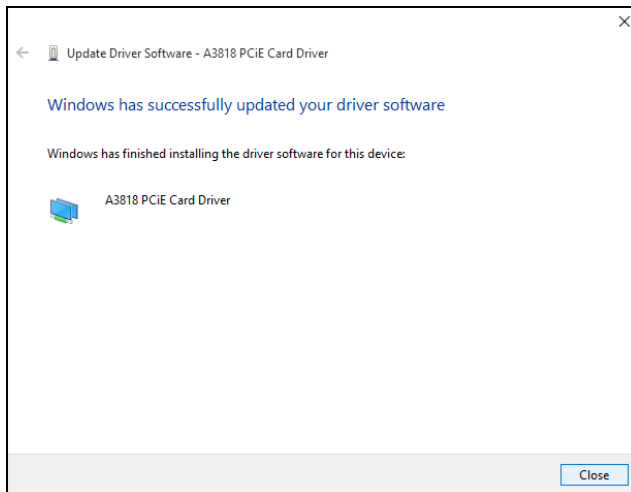 Update Driver Software - A3818 PCiE Card Driver
Windows has successfully updated your driver software
Windows has finished installing the driver software for this device:
A3818 PCiE Card Driver
Close